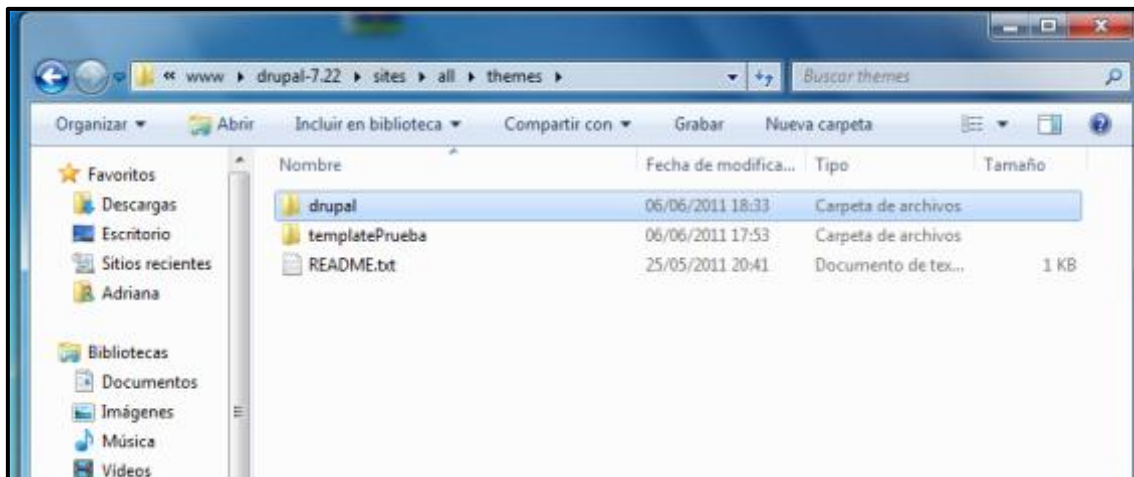 « www drupal-7.22 sites all themes Buscar themes
Organizar Abrir Incluir en biblioteca Compartir con Grabar Nueva carpeta
Favoritos
Descargas
Escritorio
Sitios recientes
Adriana
Bibliotecas
Documentos
Imágenes
Música
Vídeos
Nombre Fecha de modifica... Tipo Tamaño
drupal 06/06/2011 18:33 Carpeta de archivos
templatePrueba 06/06/2011 17:53 Carpeta de archivos
README.txt 25/05/2011 20:41 Documento de tex... 1 KB